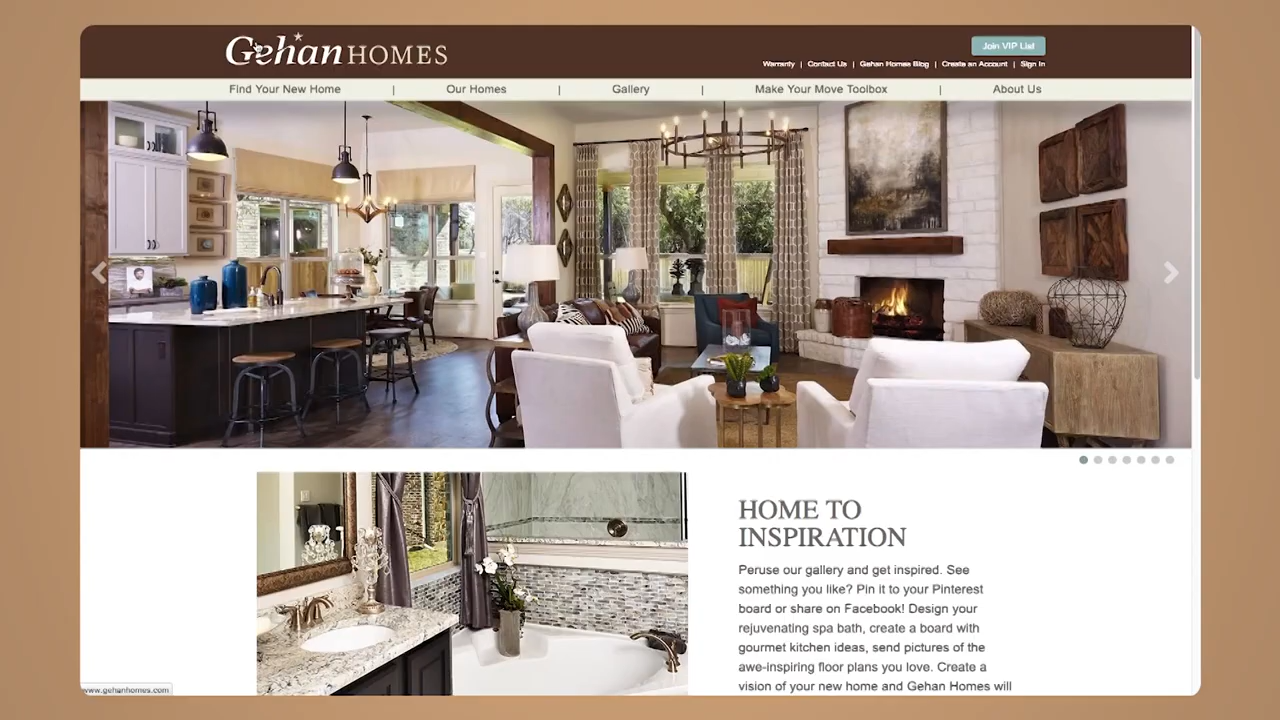 Gehan HOMES
Join VIP List
Warranty | Contact Us | Gehan Homes Blog | Create an Account | Sign In
Find Your New Home | Our Homes | Gallery | Make Your Move Toolbox | About Us
HOME TO
INSPIRATION
Peruse our gallery and get inspired. See
something you like? Pin it to your Pinterest
board or share on Facebook! Design your
rejuvenating spa bath, create a board with
gourmet kitchen ideas, send pictures of the
awe-inspiring floor plans you love. Create a
vision of your new home and Gehan Homes will
www.gehanhomes.com